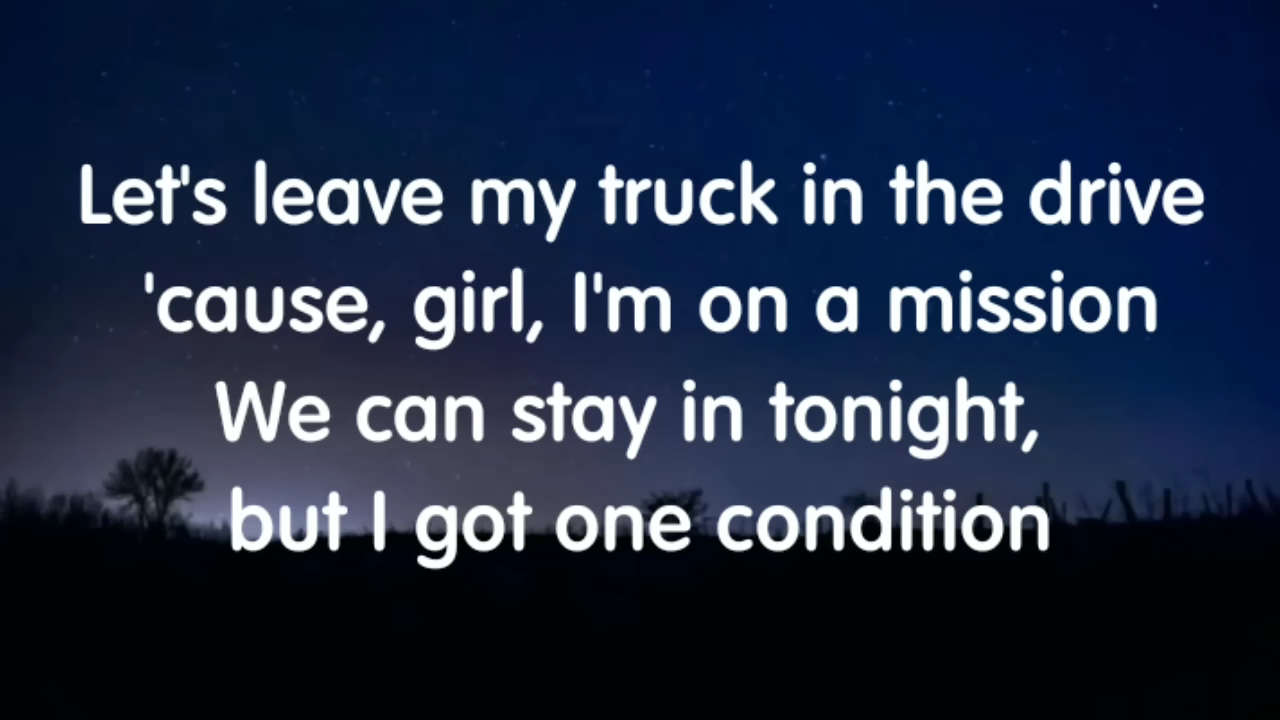 Let's leave my truck in the drive
'cause, girl, I'm on a mission
We can stay in tonight,
but I got one condition